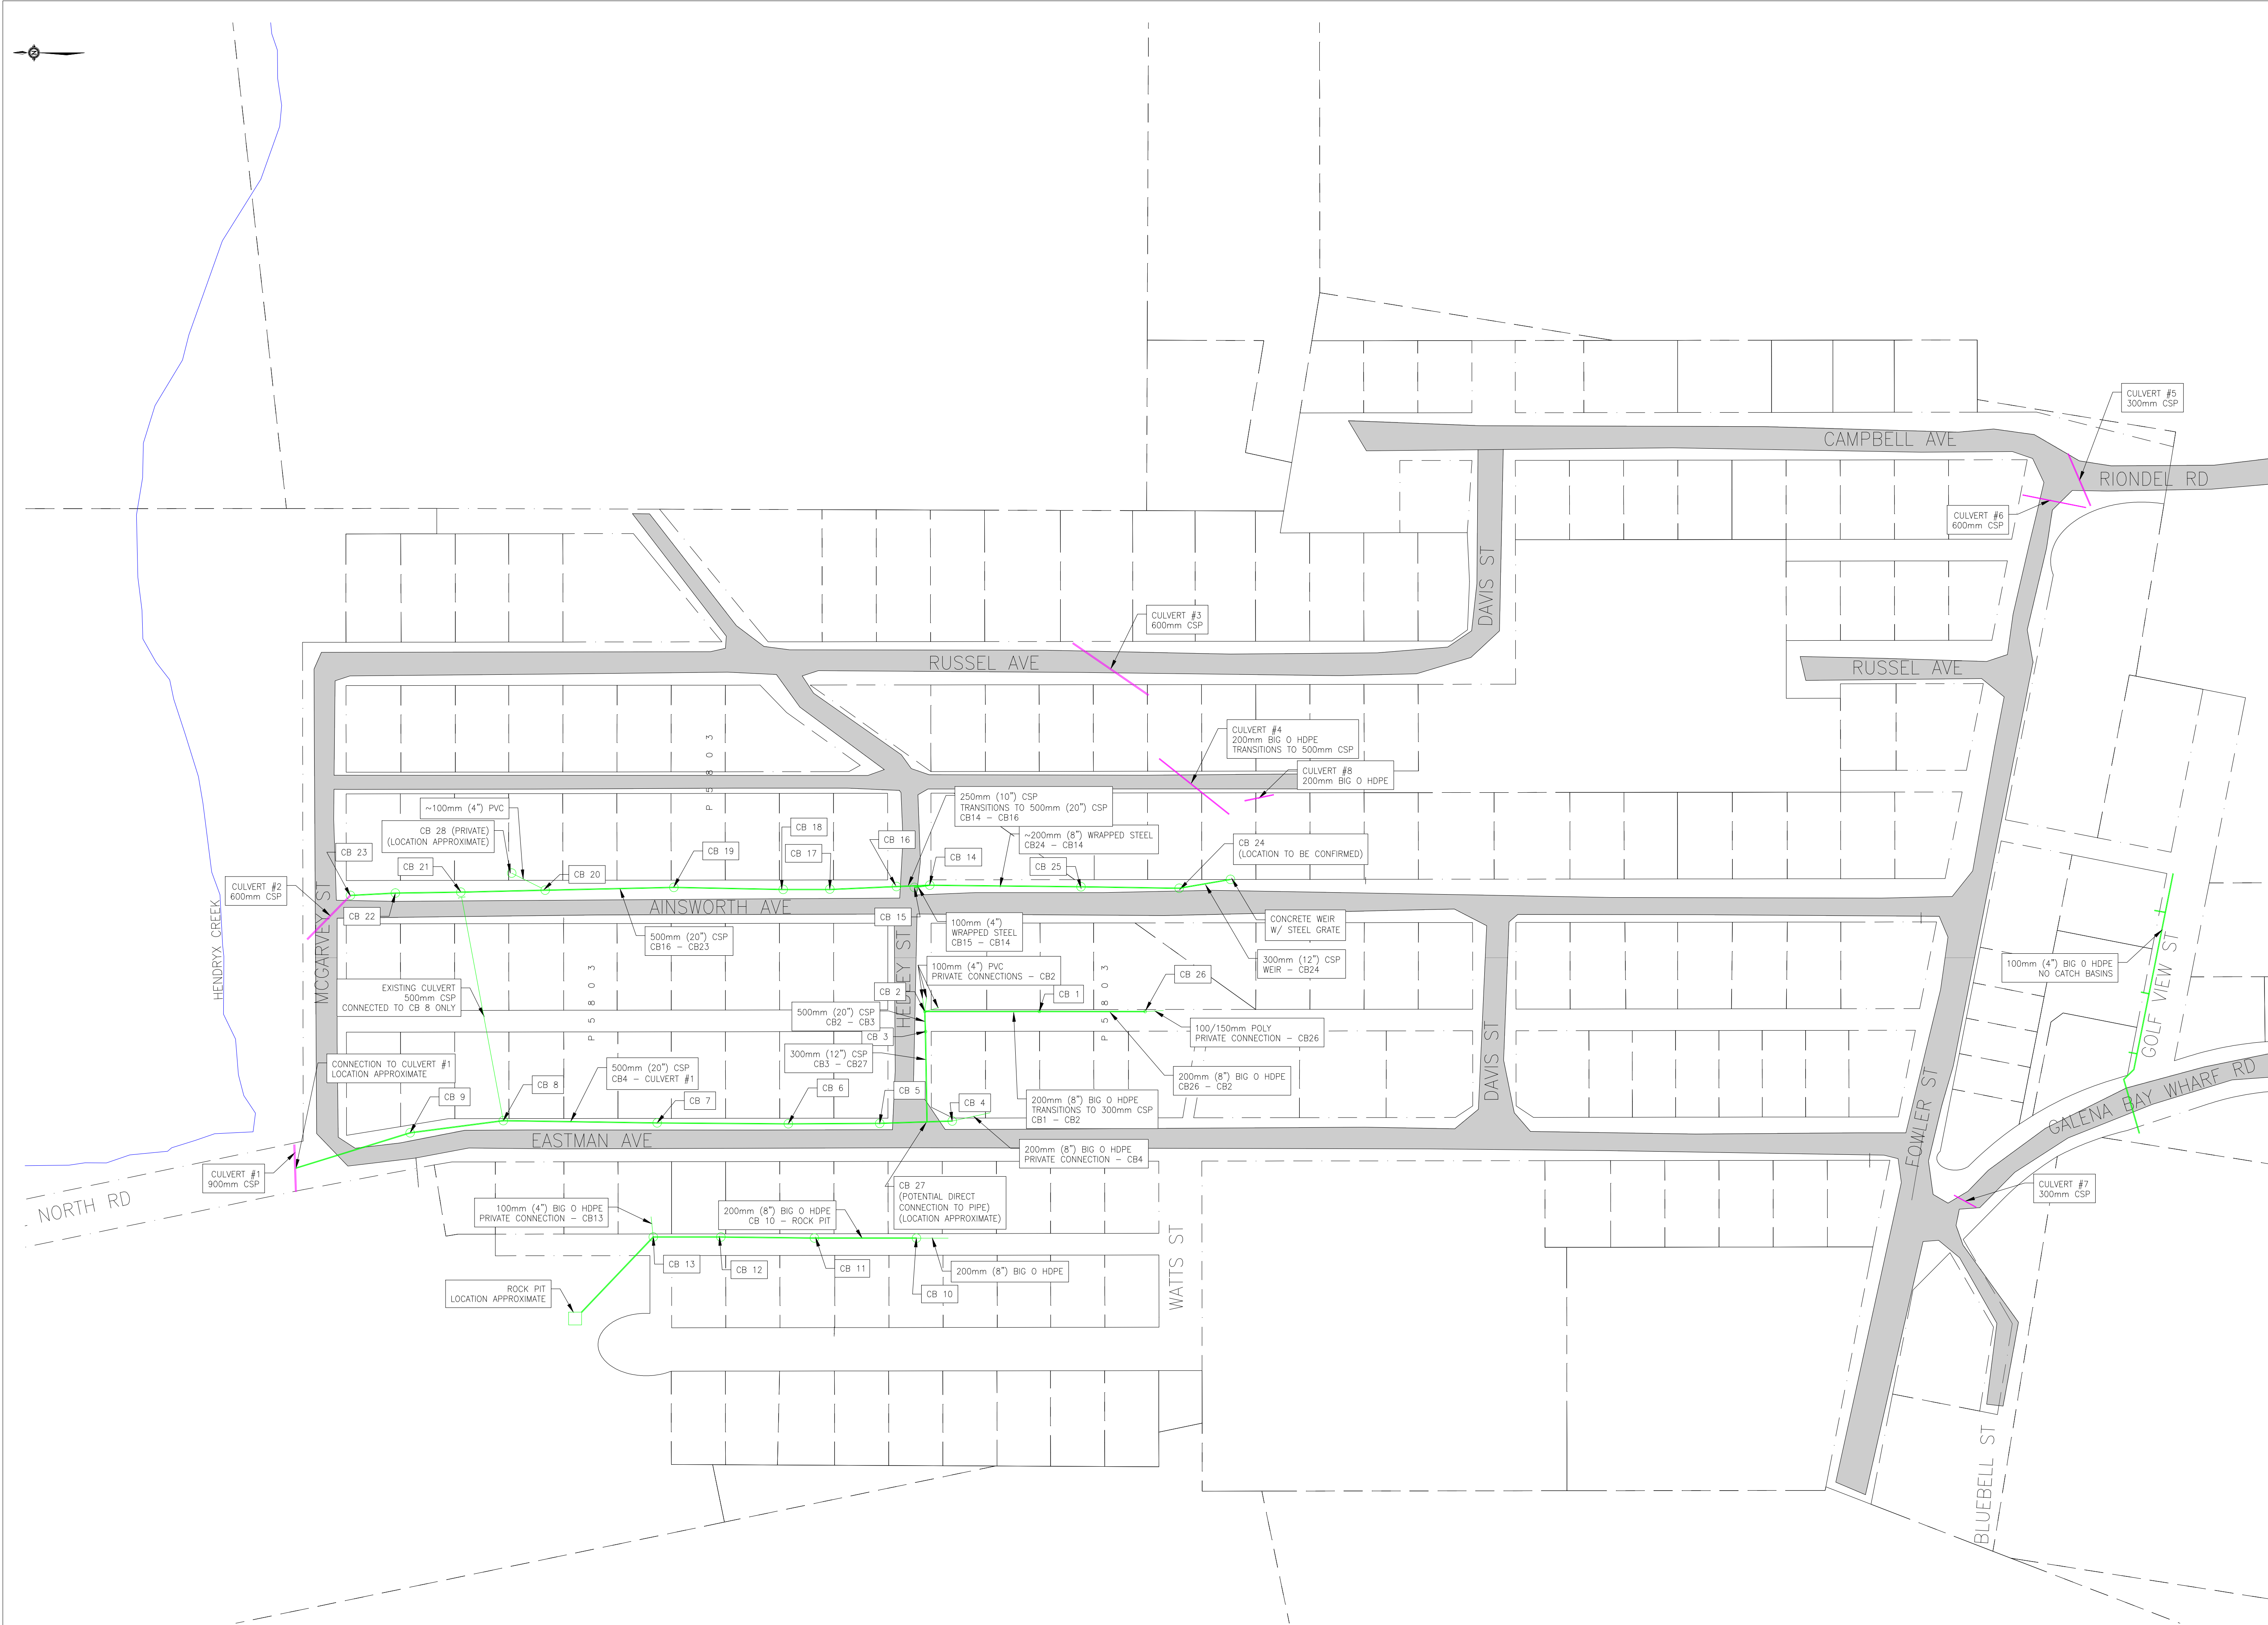 CULVERT #5
300mm CSP
CAMPBELL AVE
RIONDEL RD
CULVERT #6
600mm CSP
DAVIS ST
CULVERT #3
600mm CSP
RUSSEL AVE
RUSSEL AVE
CULVERT #4
200mm BIG O HDPE
TRANSITIONS TO 500mm CSP
P 5 8 0 3
CULVERT #8
200mm BIG O HDPE
~100mm (4") PVC
250mm (10") CSP
TRANSITIONS TO 500mm (20") CSP
CB14 - CB16
CB 28 (PRIVATE)
(LOCATION APPROXIMATE)
CB 18
CB 16
~200mm (8") WRAPPED STEEL
CB24 - CB14
CB 24
(LOCATION TO BE CONFIRMED)
CB 23
CB 21
CB 19
CB 17
CB 14
CB 25
CB 20
CULVERT #2
600mm CSP
HENDRYX CREEK
MCGARVEY ST
CB 22
AINSWORTH AVE
CB 15
100mm (4")
WRAPPED STEEL
CB15 - CB14
CONCRETE WEIR
W/ STEEL GRATE
500mm (20") CSP
CB16 - CB23
HEDLEY ST
300mm (12") CSP
WEIR - CB24
100mm (4") BIG O HDPE
NO CATCH BASINS
GOLF VIEW ST
100mm (4") PVC
PRIVATE CONNECTIONS - CB2
CB 26
P 5 8 0 3
P 5 8 0 3
EXISTING CULVERT
500mm CSP
CONNECTED TO CB 8 ONLY
CB 2
CB 1
500mm (20") CSP
CB2 - CB3
CB 3
100/150mm POLY
PRIVATE CONNECTION - CB26
300mm (12") CSP
CB3 - CB27
CONNECTION TO CULVERT #1
LOCATION APPROXIMATE
500mm (20") CSP
CB4 - CULVERT #1
200mm (8") BIG O HDPE
CB26 - CB2
DAVIS ST
CB 9
CB 8
CB 7
CB 6
CB 5
CB 4
200mm (8") BIG O HDPE
TRANSITIONS TO 300mm CSP
CB1 - CB2
FOWLER ST
GALENA BAY WHARF RD
EASTMAN AVE
200mm (8") BIG O HDPE
PRIVATE CONNECTION - CB4
CULVERT #1
900mm CSP
NORTH RD
CB 27
(POTENTIAL DIRECT
CONNECTION TO PIPE)
(LOCATION APPROXIMATE)
CULVERT #7
300mm CSP
100mm (4") BIG O HDPE
PRIVATE CONNECTION - CB13
200mm (8") BIG O HDPE
CB 10 - ROCK PIT
WATTS ST
CB 13
CB 12
CB 11
200mm (8") BIG O HDPE
CB 10
ROCK PIT
LOCATION APPROXIMATE
BLUEBELL ST